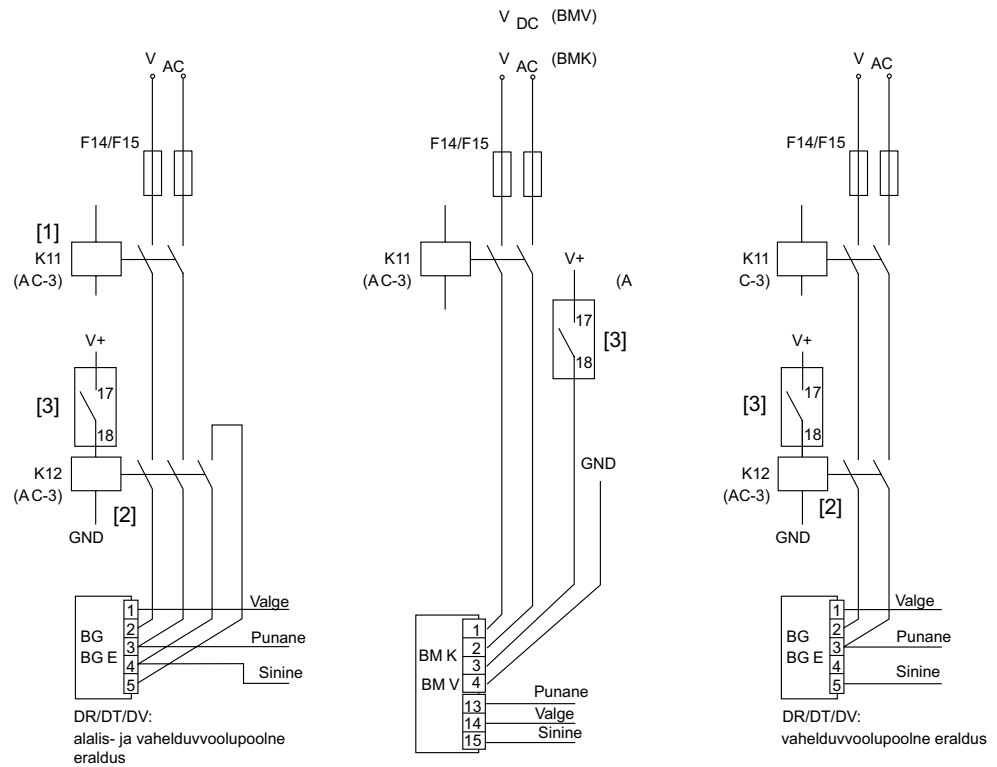 V AC
F14/F15
[1]
K11
(AC-3)
V+
17
[3]
18
K12
(AC-3)
[2]
GND
BG
BG E
1
2
3
4
5
Valge
Punane
Sinine
DR/DT/DV:
alalis- ja vahelduvvoolupoolne
eraldus
V DC (BMV)
V AC (BMK)
F14/F15
K11
(AC-3)
V+
(A
17
[3]
18
GND
BM K
BM V
1
2
3
4
13
14
15
Punane
Valge
Sinine
V AC
F14/F15
K11
C-3)
V+
17
[3]
18
K12
(AC-3)
[2]
GND
BG
BG E
1
2
3
4
5
Valge
Punane
Sinine
DR/DT/DV:
vahelduvvoolupoolne eraldus